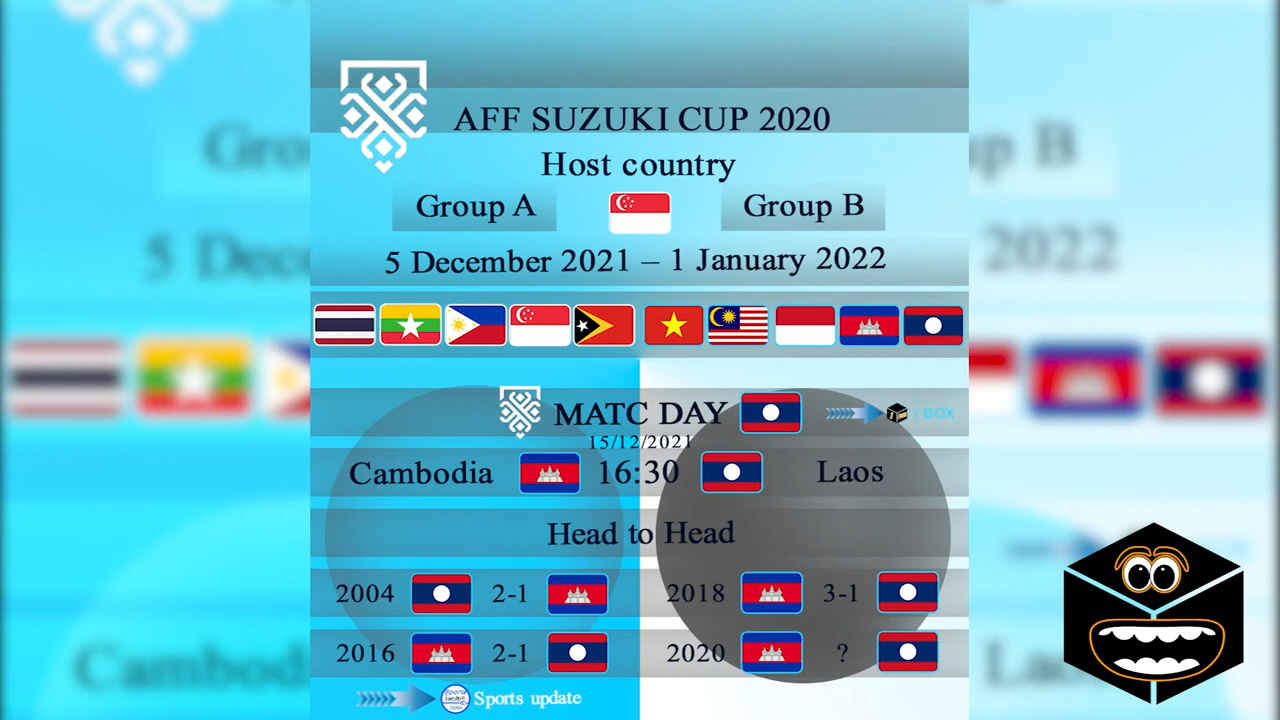 AFF SUZUKI CUP 2020
Host country
Group A
Group B
5 December 2021 – 1 January 2022
MATC DAY
BOX
15/12/2021
Cambodia 16:30 Laos
Head to Head
2004 2-1
2018 3-1
2016 2-1
2020 ?
Sports update